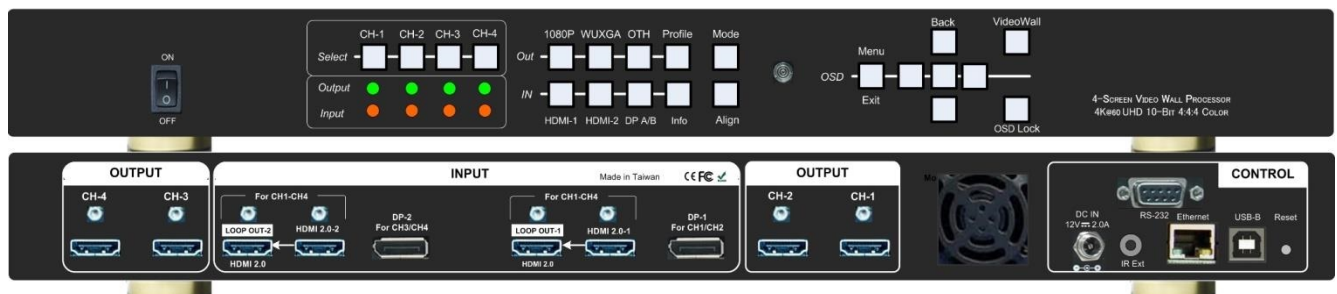 CH-1 CH-2 CH-3 CH-4
1080P WUXGA OTH Profile Mode
Back VideoWall
ON
Select
Out
Menu
OSD
Output
Input
IN
Exit
OFF
HDMI-1 HDMI-2 DP A/B Info Align
OSD Lock
4-Screen Video Wall Processor
4K@60 UHD 10-Bit 4:4:4 Color
OUTPUT
CH-4 CH-3
INPUT
Made in Taiwan CE FC
For CH1-CH4
LOOP OUT-2 HDMI 2.0-2
HDMI 2.0
DP-2
For CH3/CH4
For CH1-CH4
LOOP OUT-1 HDMI 2.0-1
HDMI 2.0
DP-1
For CH1/CH2
OUTPUT
CH-2 CH-1
Mo
CONTROL
DC IN
12V 2.0A
RS-232 Ethernet USB-B Reset
IR Ext